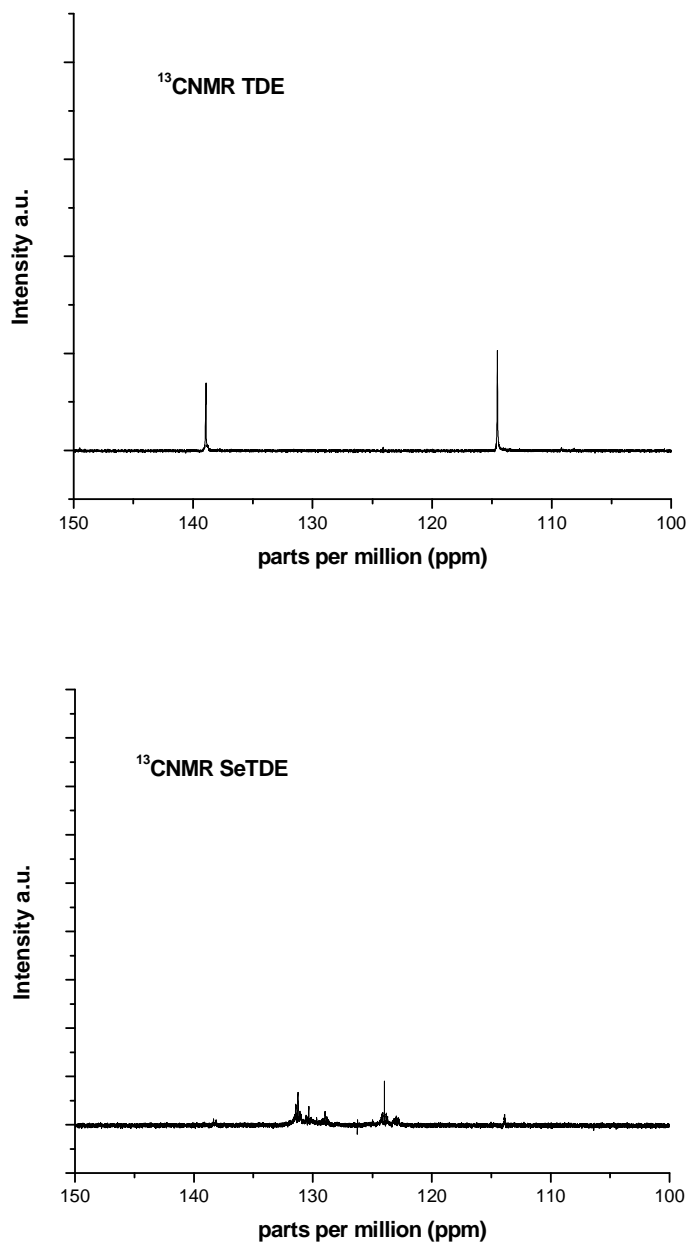 ¹³CNMR TDE
Intensity a.u.
150 140 130 120 110 100
parts per million (ppm)
¹³CNMR SeTDE
Intensity a.u.
150 140 130 120 110 100
parts per million (ppm)